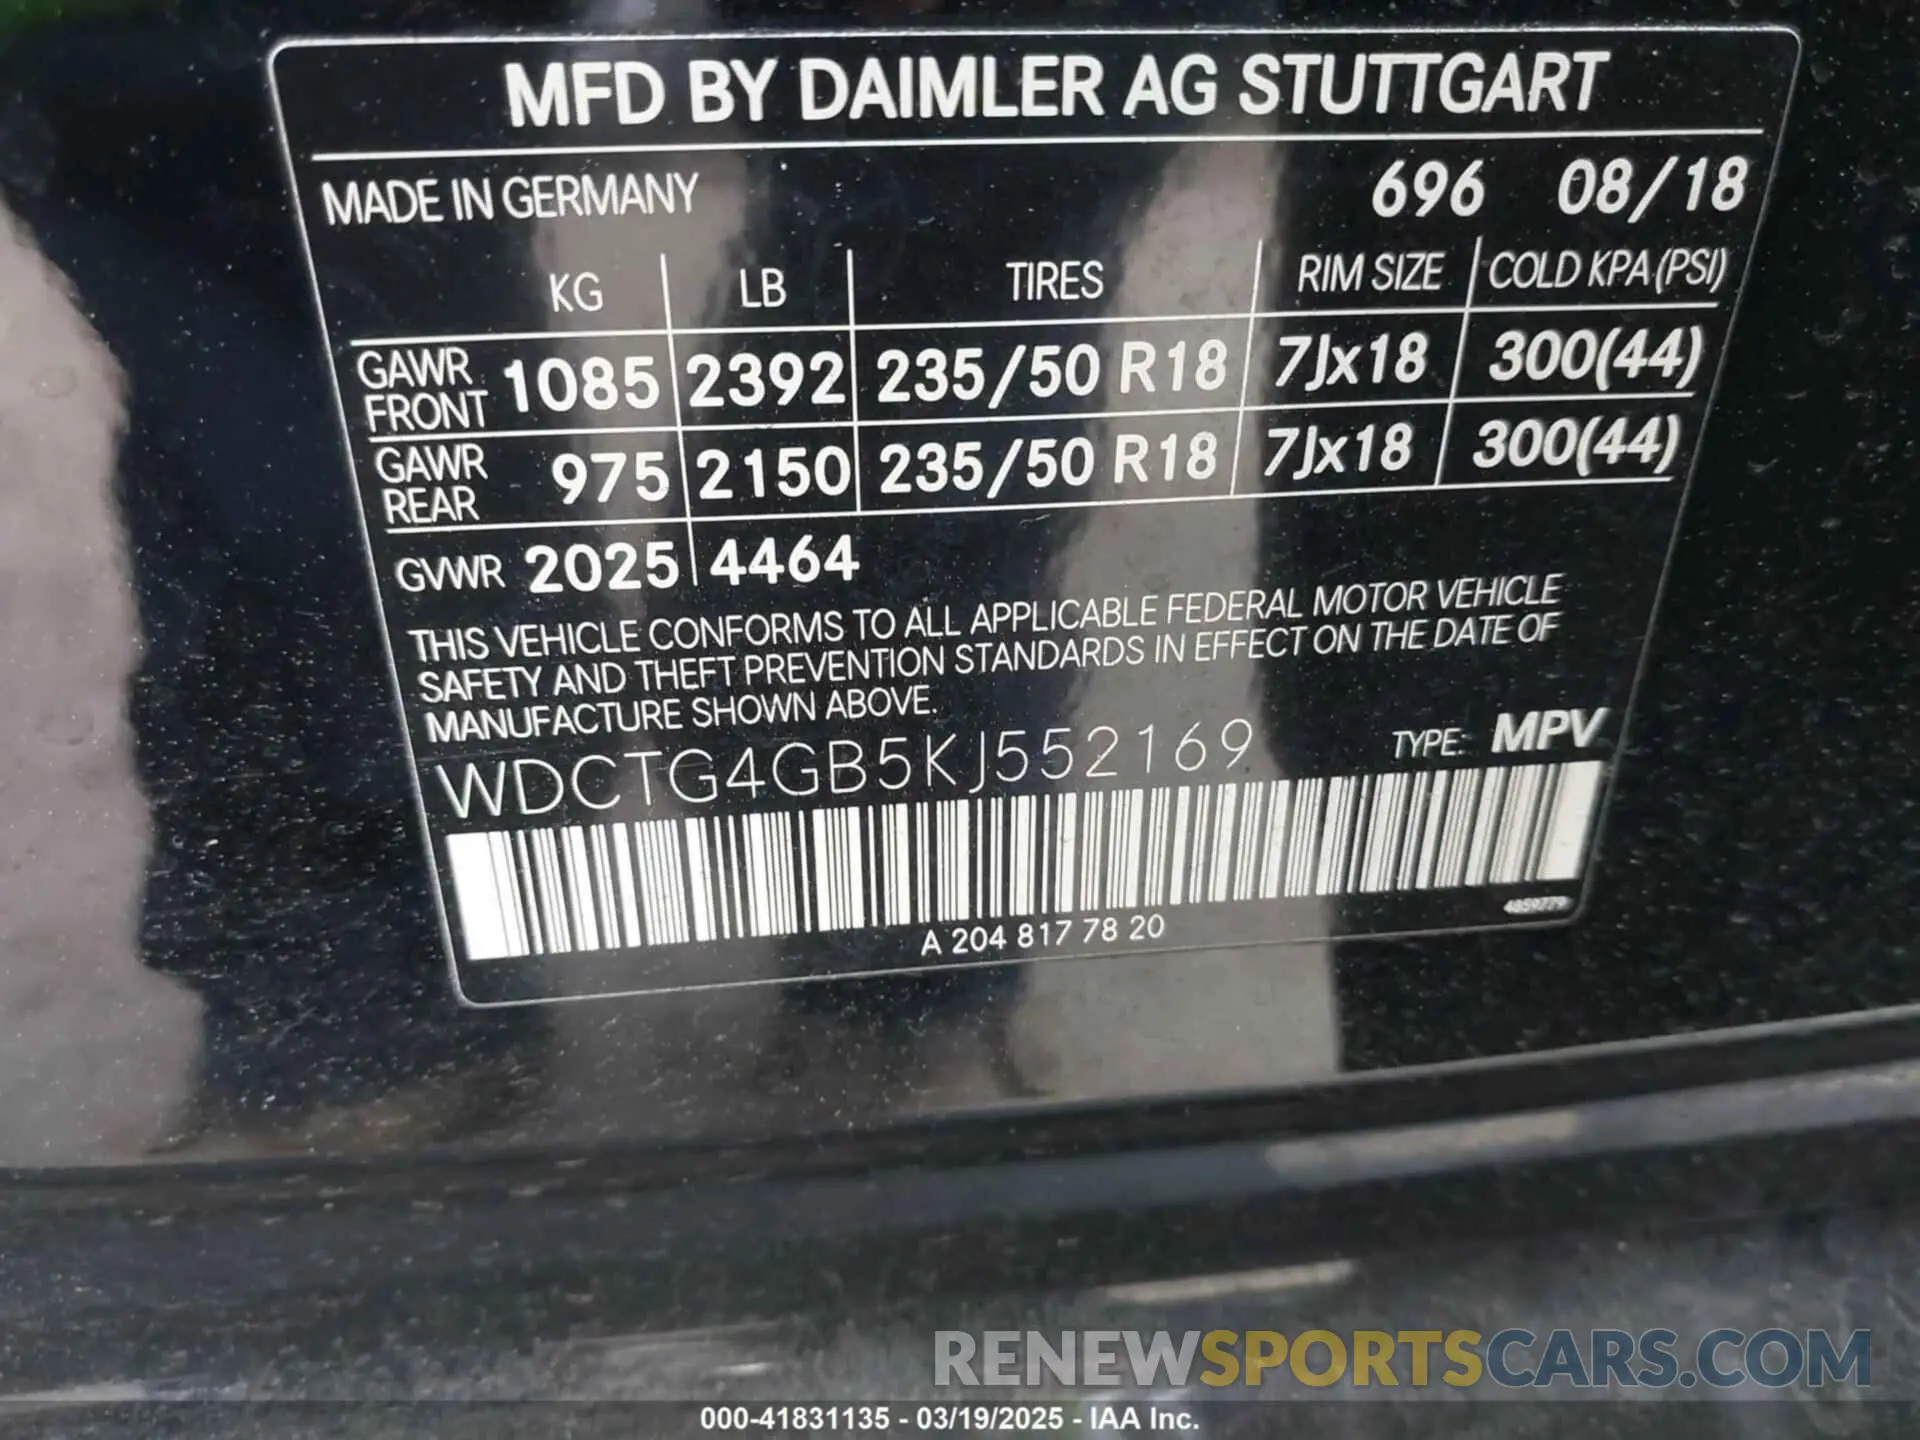 MFD BY DAIMLER AG STUTTGART
MADE IN GERMANY 696 08/18
KG LB TIRES RIM SIZE COLD KPA (PSI)
GAWR FRONT 1085 2392 235/50 R18 7Jx18 300(44)
GAWR REAR 975 2150 235/50 R18 7Jx18 300(44)
GVWR 2025 4464
THIS VEHICLE CONFORMS TO ALL APPLICABLE FEDERAL MOTOR VEHICLE
SAFETY AND THEFT PREVENTION STANDARDS IN EFFECT ON THE DATE OF
MANUFACTURE SHOWN ABOVE.
WDCTG4GB5KJ552169 TYPE: MPV
A 204 817 78 20
4859779
RENEWSPORTSCARS.COM
000-41831135 - 03/19/2025 - IAA Inc.